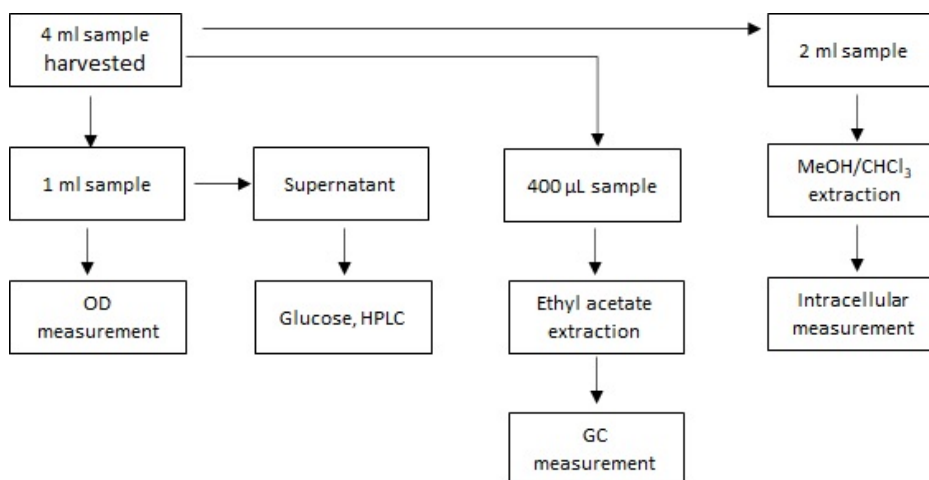 4 ml sample
harvested
2 ml sample
1 ml sample
Supernatant
400 µL sample
MeOH/CHCl₃
extraction
OD
measurement
Glucose, HPLC
Ethyl acetate
extraction
Intracellular
measurement
GC
measurement